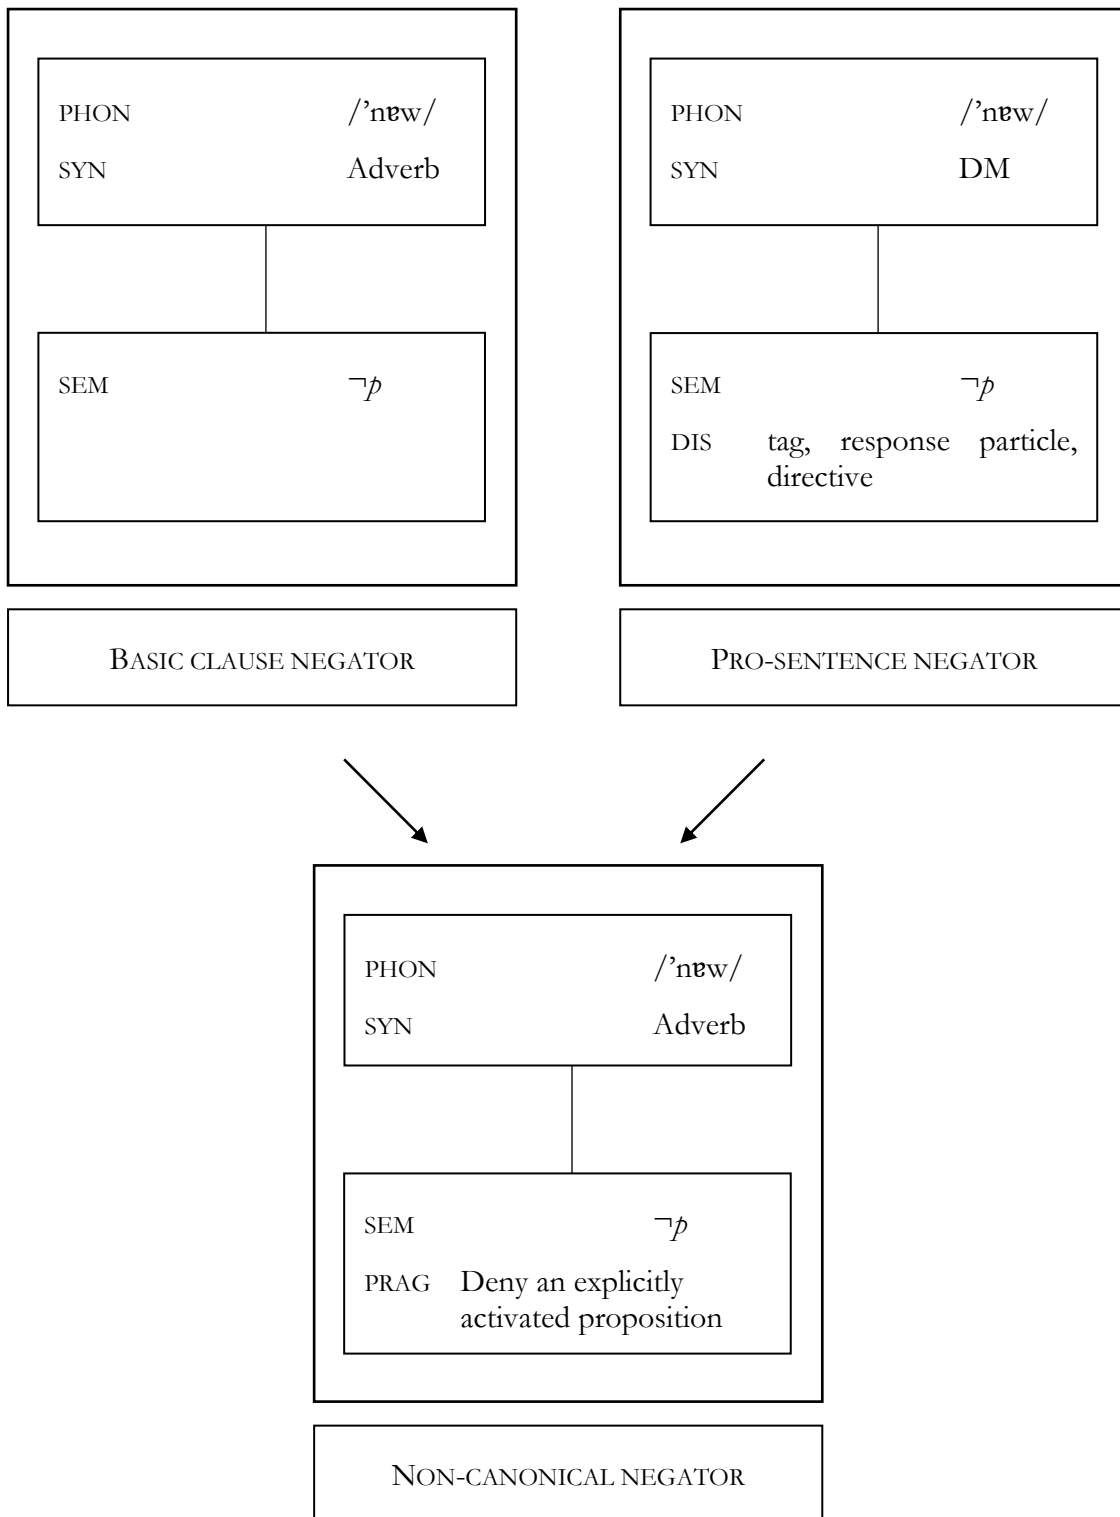 PHON /’nɐw/
SYN Adverb
SEM ¬p
BASIC CLAUSE NEGATOR
PHON /’nɐw/
SYN DM
SEM ¬p
DIS tag, response particle,
directive
PRO-SENTENCE NEGATOR
PHON /’nɐw/
SYN Adverb
SEM ¬p
PRAG Deny an explicitly
activated proposition
NON-CANONICAL NEGATOR